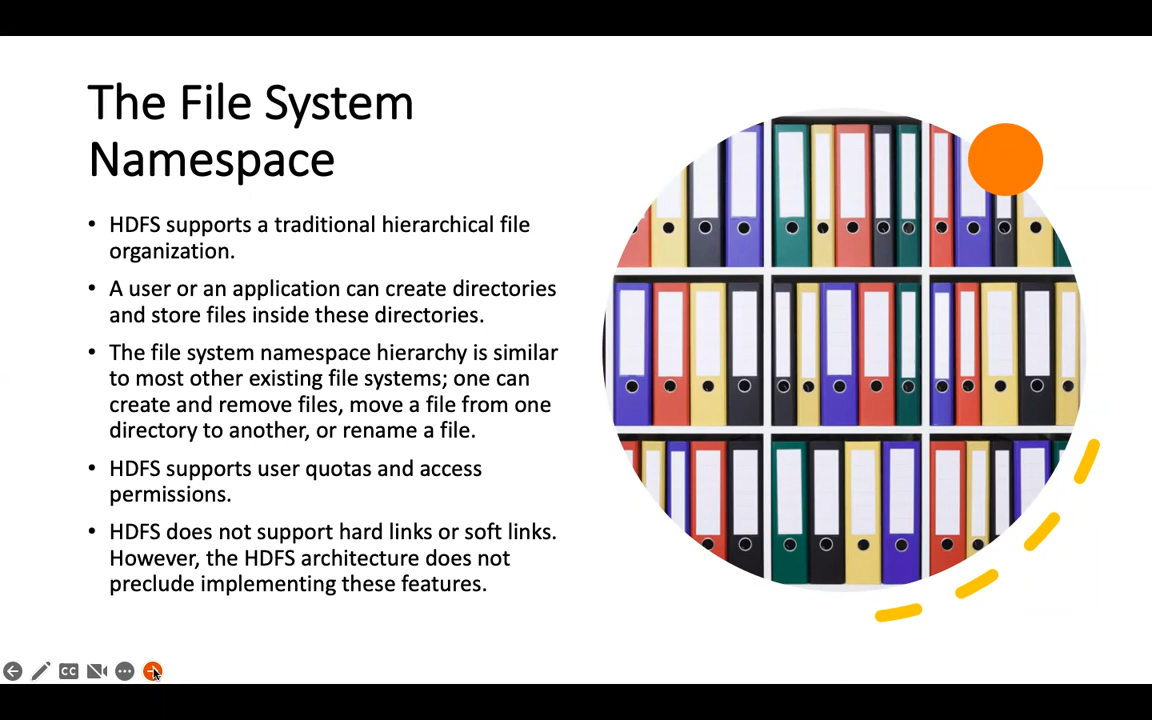 The File System
Namespace
• HDFS supports a traditional hierarchical file
organization.
• A user or an application can create directories
and store files inside these directories.
• The file system namespace hierarchy is similar
to most other existing file systems; one can
create and remove files, move a file from one
directory to another, or rename a file.
• HDFS supports user quotas and access
permissions.
• HDFS does not support hard links or soft links.
However, the HDFS architecture does not
preclude implementing these features.
CC